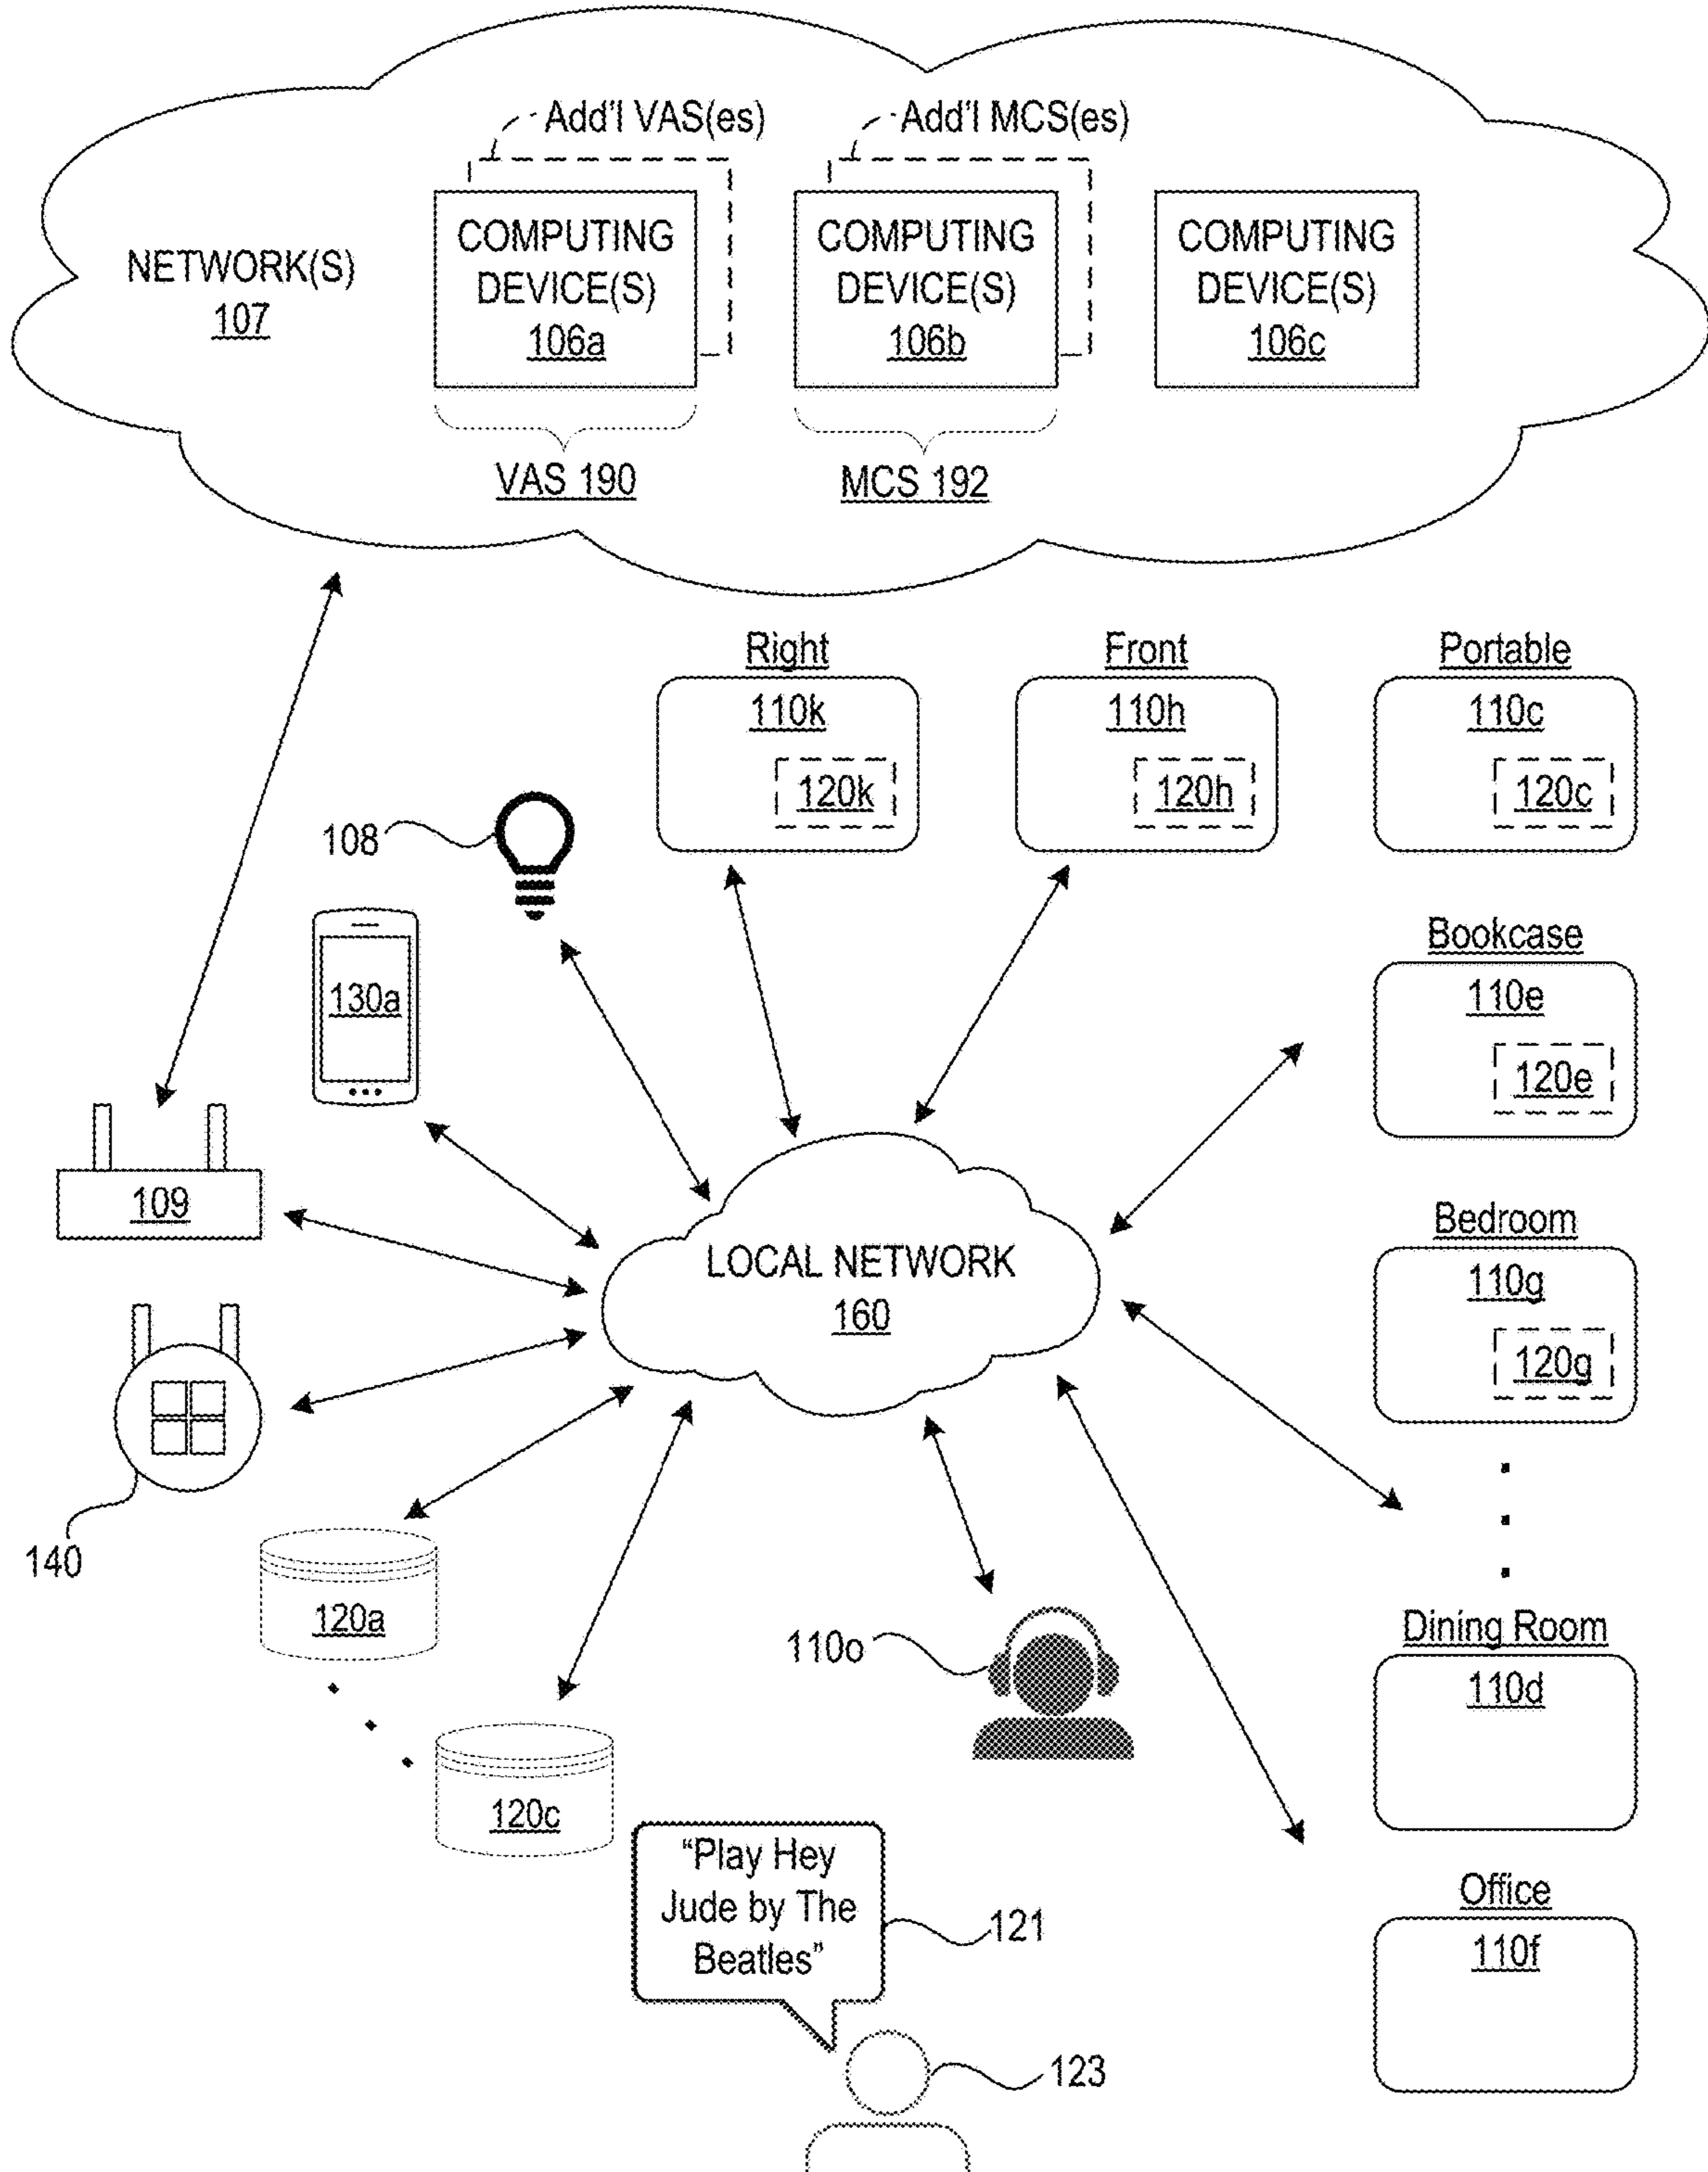 Add'l VAS(es)
Add'l MCS(es)
NETWORK(S)
107
COMPUTING
DEVICE(S)
106a
COMPUTING
DEVICE(S)
106b
COMPUTING
DEVICE(S)
106c
VAS 190
MCS 192
Right
110k
120k
Front
110h
120h
Portable
110c
120c
108
130a
Bookcase
110e
120e
109
LOCAL NETWORK
160
Bedroom
110g
120g
140
120a
120c
110o
Dining Room
110d
"Play Hey
Jude by The
Beatles"
121
Office
110f
123